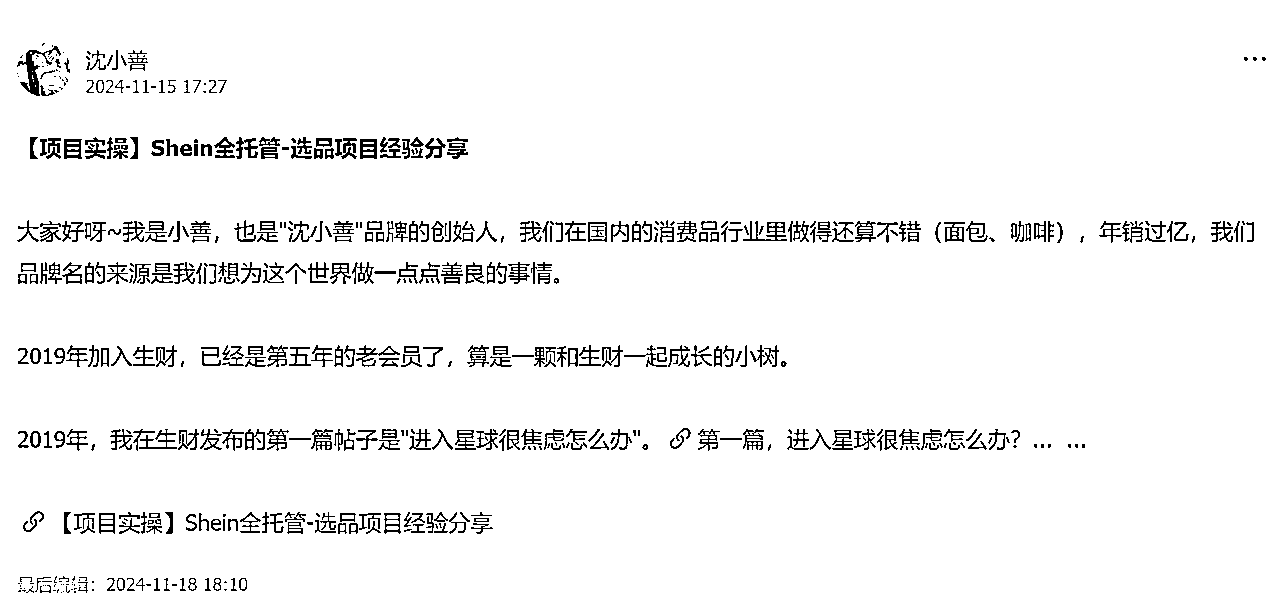 沈小善
...
2024-11-15 17:27
【项目实操】Shein全托管-选品项目经验分享
大家好呀~我是小善，也是"沈小善"品牌的创始人，我们在国内的消费品行业里做得还算不错（面包、咖啡），年销过亿，我们
品牌名的来源是我们想为这个世界做一点点善良的事情。
2019年加入生财，已经是第五年的老会员了，算是一颗和生财一起成长的小树。
2019年，我在生财发布的第一篇帖子是"进入星球很焦虑怎么办"。 第一篇，进入星球很焦虑怎么办？... ...
【项目实操】Shein全托管-选品项目经验分享
最后编辑：2024-11-18 18:10